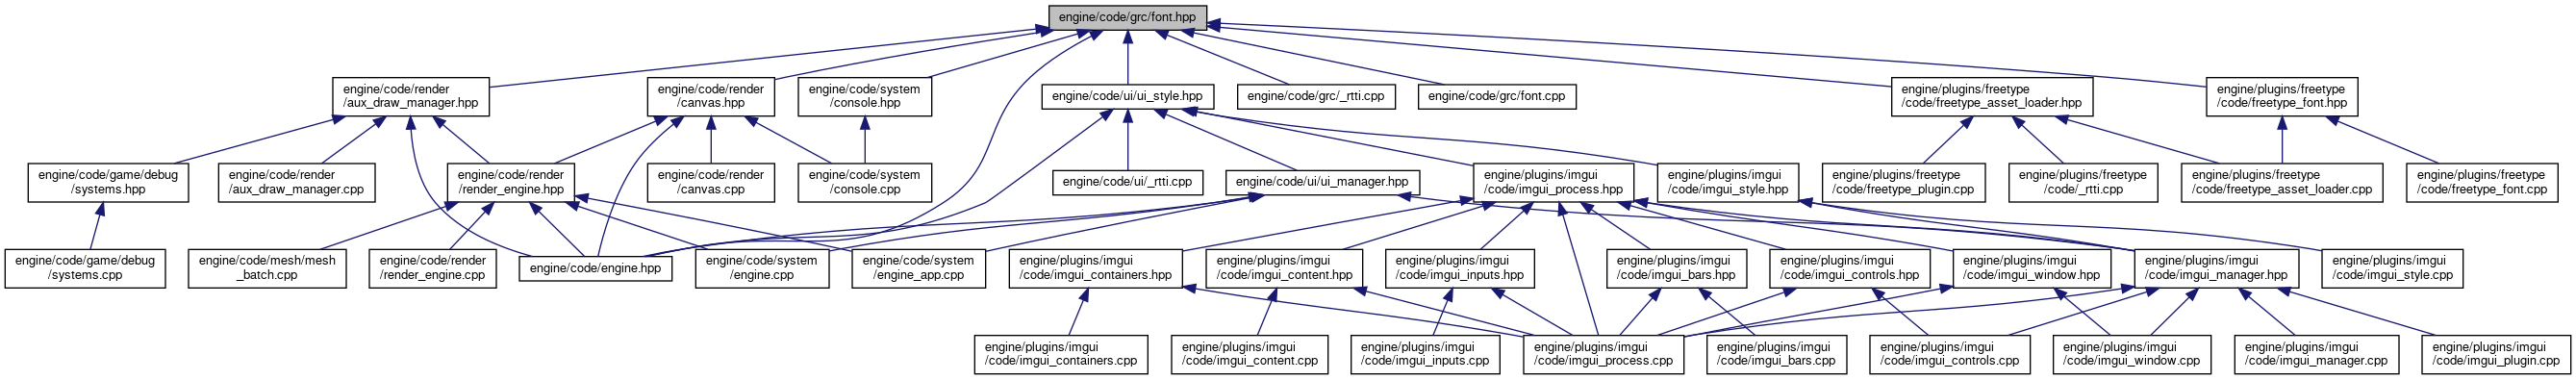 engine/code/grc/font.hpp
engine/code/render
/aux_draw_manager.hpp
engine/code/render
/canvas.hpp
engine/code/system
/console.hpp
engine/code/ui/ui_style.hpp
engine/code/grc/_rtti.cpp
engine/code/grc/font.cpp
engine/plugins/freetype
/code/freetype_asset_loader.hpp
engine/plugins/freetype
/code/freetype_font.hpp
engine/code/game/debug
/systems.hpp
engine/code/render
/aux_draw_manager.cpp
engine/code/render
/render_engine.hpp
engine/code/render
/canvas.cpp
engine/code/system
/console.cpp
engine/code/ui/_rtti.cpp
engine/code/ui/ui_manager.hpp
engine/plugins/imgui
/code/imgui_process.hpp
engine/plugins/imgui
/code/imgui_style.hpp
engine/plugins/freetype
/code/freetype_plugin.cpp
engine/plugins/freetype
/code/_rtti.cpp
engine/plugins/freetype
/code/freetype_asset_loader.cpp
engine/plugins/freetype
/code/freetype_font.cpp
engine/code/game/debug
/systems.cpp
engine/code/mesh/mesh
_batch.cpp
engine/code/render
/render_engine.cpp
engine/code/engine.hpp
engine/code/system
/engine.cpp
engine/code/system
/engine_app.cpp
engine/plugins/imgui
/code/imgui_containers.hpp
engine/plugins/imgui
/code/imgui_content.hpp
engine/plugins/imgui
/code/imgui_inputs.hpp
engine/plugins/imgui
/code/imgui_bars.hpp
engine/plugins/imgui
/code/imgui_controls.hpp
engine/plugins/imgui
/code/imgui_window.hpp
engine/plugins/imgui
/code/imgui_manager.hpp
engine/plugins/imgui
/code/imgui_style.cpp
engine/plugins/imgui
/code/imgui_containers.cpp
engine/plugins/imgui
/code/imgui_content.cpp
engine/plugins/imgui
/code/imgui_inputs.cpp
engine/plugins/imgui
/code/imgui_process.cpp
engine/plugins/imgui
/code/imgui_bars.cpp
engine/plugins/imgui
/code/imgui_controls.cpp
engine/plugins/imgui
/code/imgui_window.cpp
engine/plugins/imgui
/code/imgui_manager.cpp
engine/plugins/imgui
/code/imgui_plugin.cpp